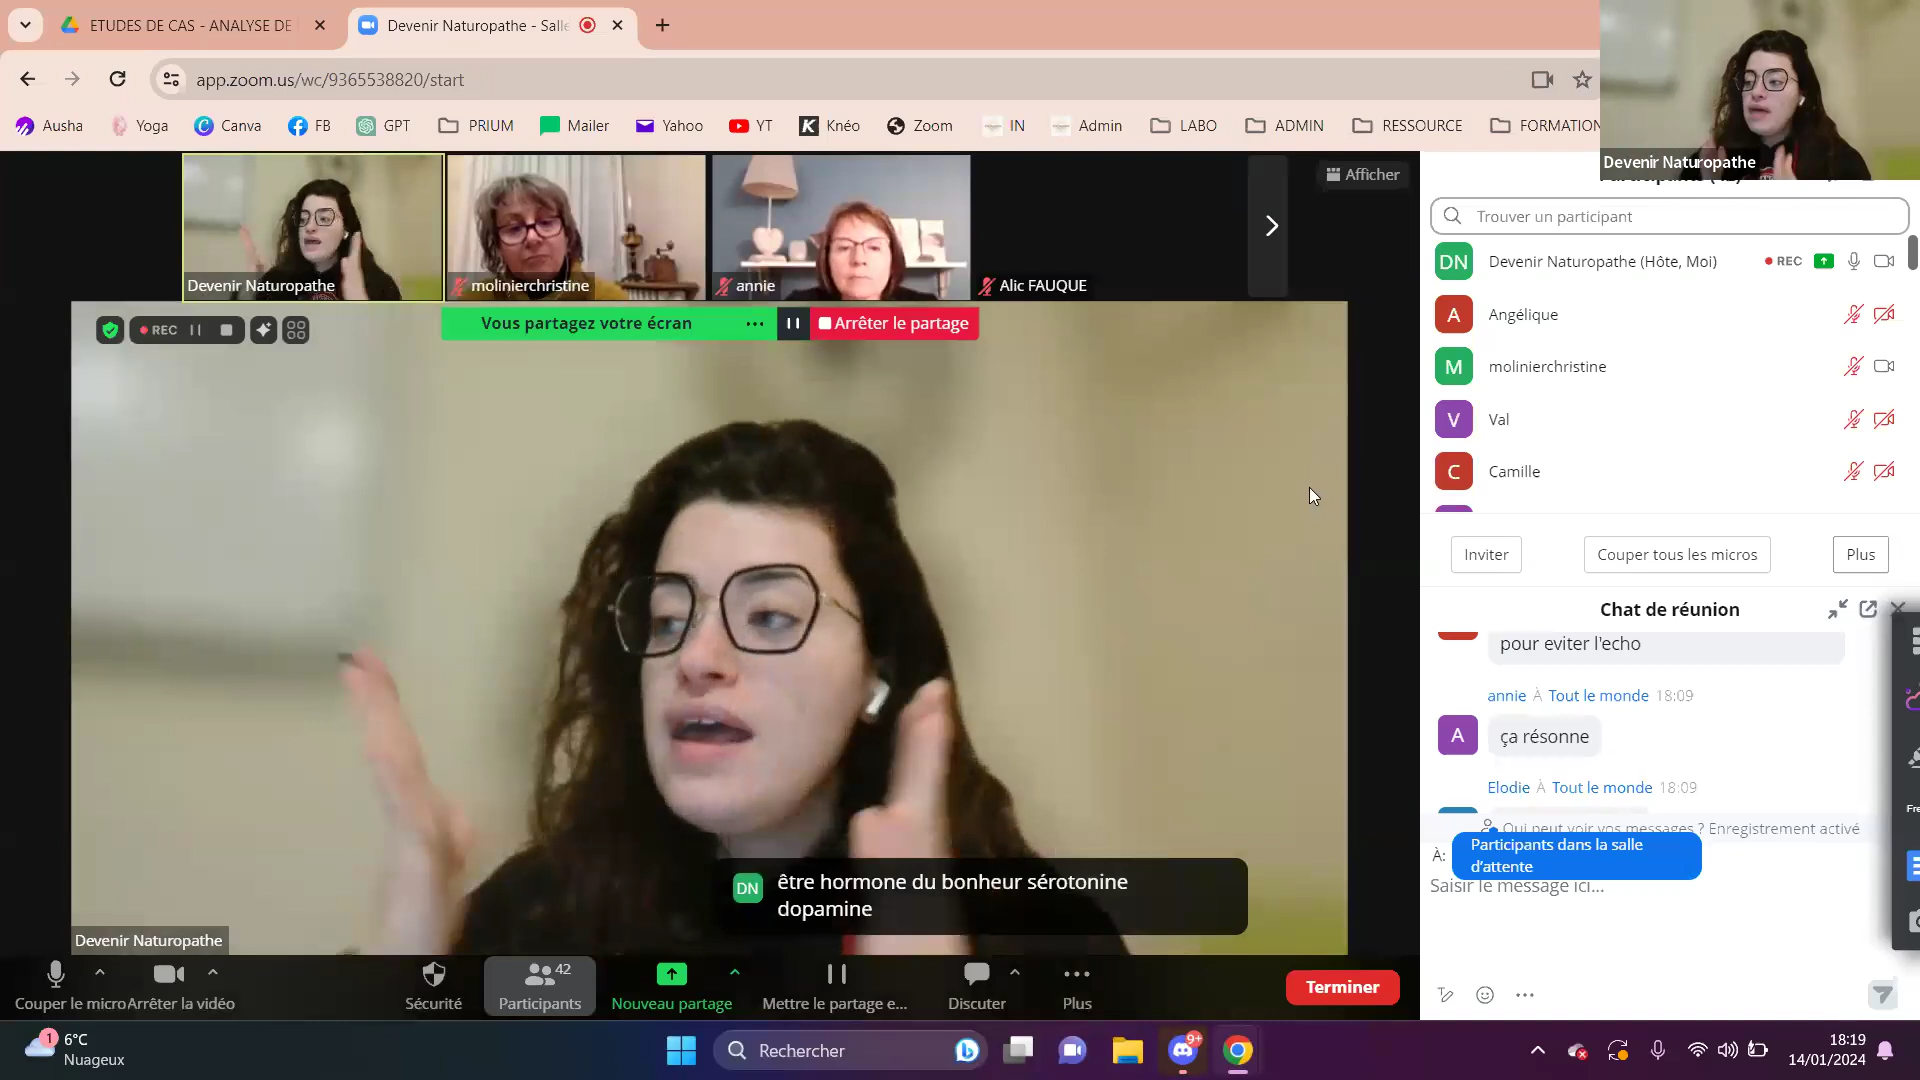 ETUDES DE CAS - ANALYSE DE
Devenir Naturopathe - Salle
app.zoom.us/wc/9365538820/start
Ausha
Yoga
Canva
FB
GPT
PRIUM
Mailer
Yahoo
YT
Knéo
Zoom
IN
Admin
LABO
ADMIN
RESSOURCE
FORMATION
Devenir Naturopathe
Devenir Naturopathe
molinierchristine
annie
Alic FAUQUE
Afficher
REC
Vous partagez votre écran
Arrêter le partage
Trouver un participant
DN
Devenir Naturopathe (Hôte, Moi)
REC
A
Angélique
M
molinierchristine
V
Val
C
Camille
Inviter
Couper tous les micros
Plus
Chat de réunion
pour eviter l'echo
annie À Tout le monde 18:09
A
ça résonne
Elodie À Tout le monde 18:09
Qui peut voir vos messages ? Enregistrement activé
À:
Participants dans la salle
d'attente
Saisir le message ici...
DN
être hormone du bonheur sérotonine
dopamine
Devenir Naturopathe
Couper le micro
Arrêter la vidéo
Sécurité
42
Participants
Nouveau partage
Mettre le partage e...
Discuter
Plus
Terminer
1
6°C
Nuageux
Rechercher
9+
18:19
14/01/2024